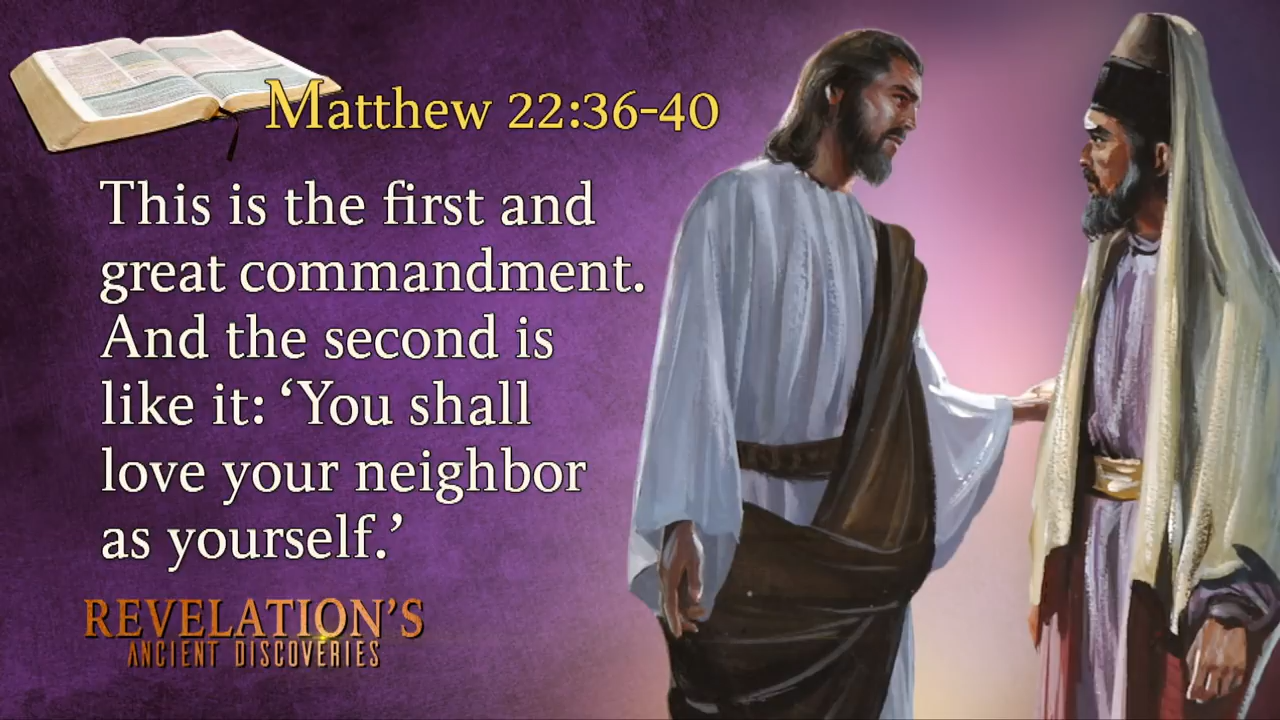 Matthew 22:36-40
This is the first and
great commandment.
And the second is
like it: ‘You shall
love your neighbor
as yourself.’
REVELATION’S
ANCIENT DISCOVERIES